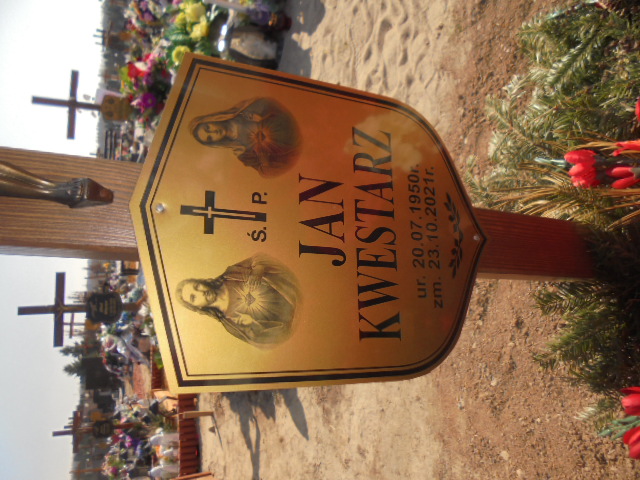 Ś. P.
JAN
KWESTARZ
ur. 20.07.1950r.
zm. 23.10.2021r.